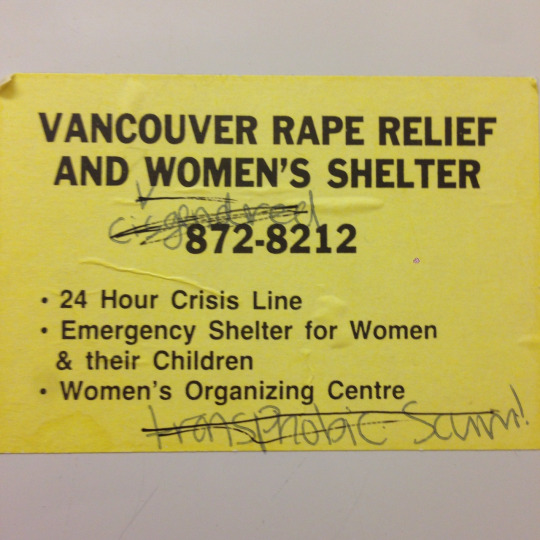 VANCOUVER RAPE RELIEF
AND WOMEN'S SHELTER
cisgendered
872-8212
• 24 Hour Crisis Line
• Emergency Shelter for Women
& their Children
• Women's Organizing Centre
transphobic Scum!